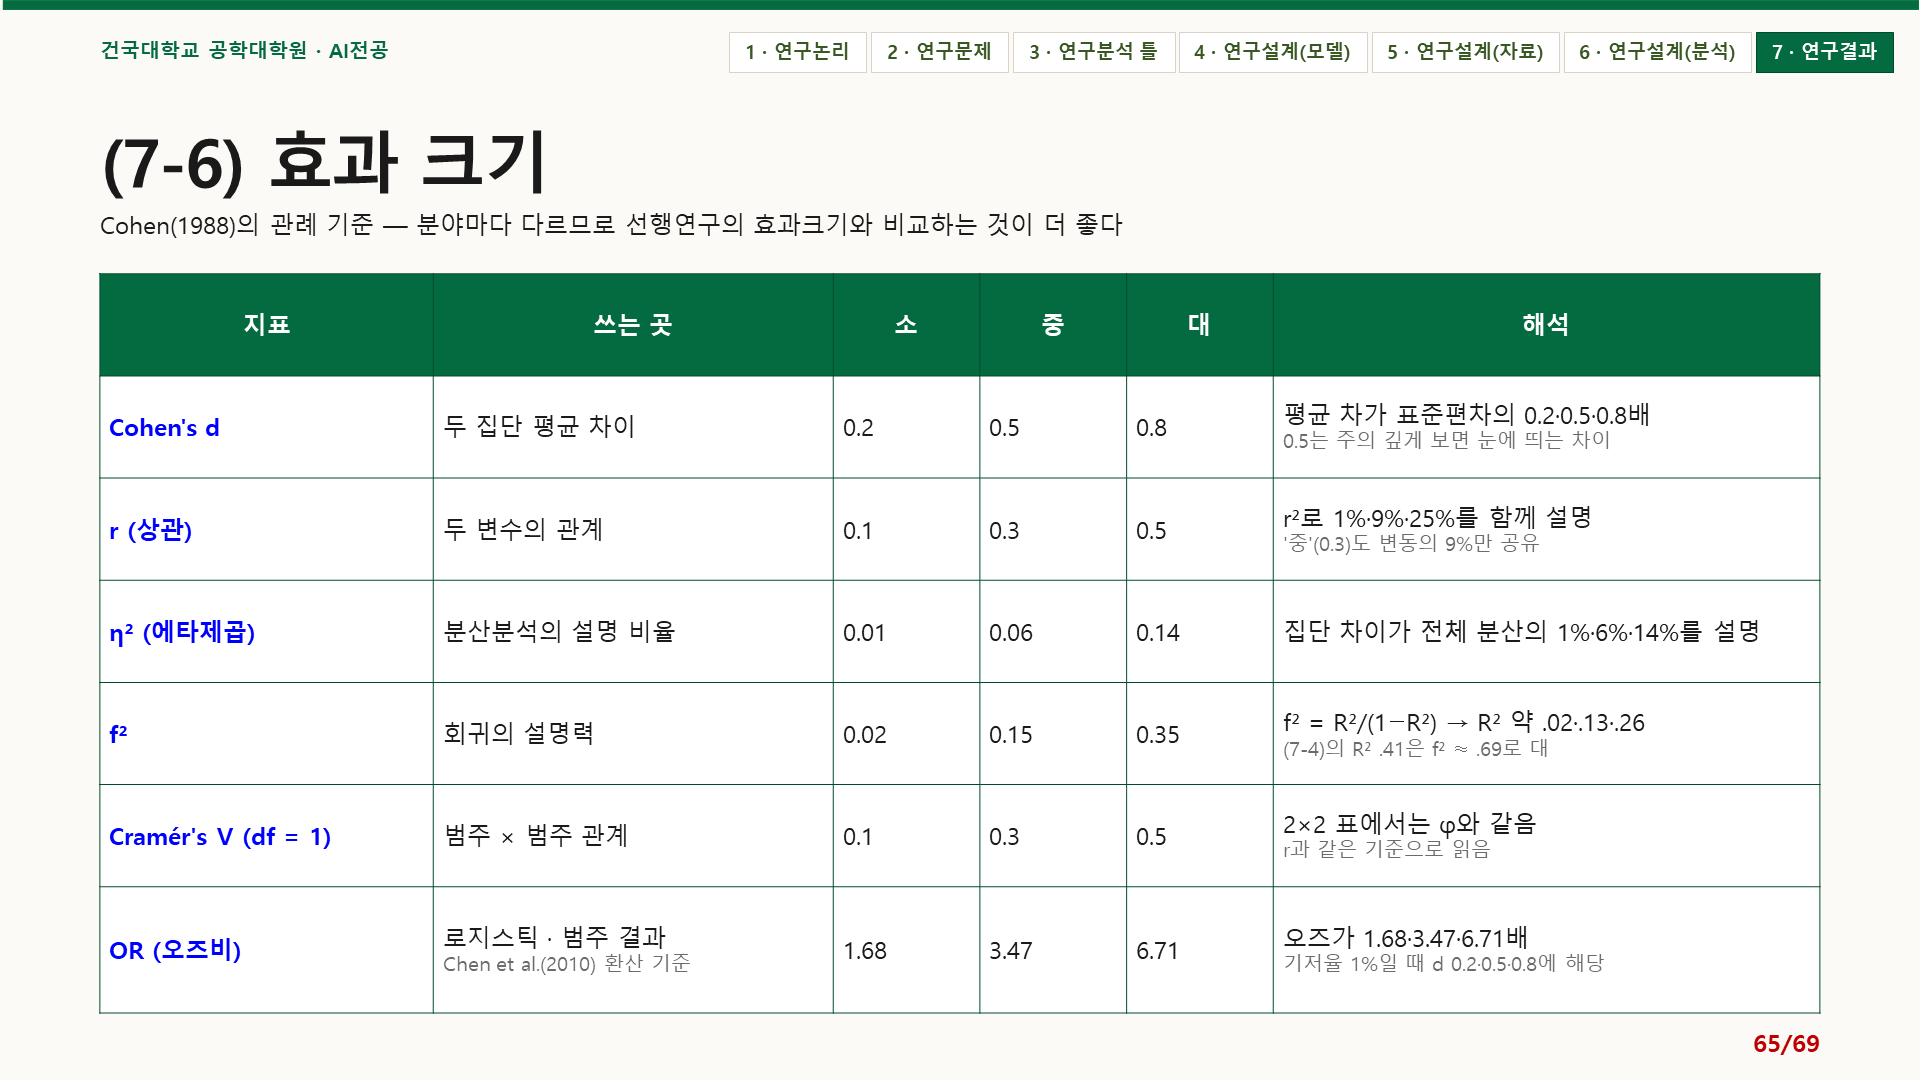 건국대학교 공학대학원 · AI전공
1 · 연구논리
2 · 연구문제
3 · 연구분석 틀
4 · 연구설계(모델)
5 · 연구설계(자료)
6 · 연구설계(분석)
7 · 연구결과
(7-6) 효과 크기
Cohen(1988)의 관례 기준 — 분야마다 다르므로 선행연구의 효과크기와 비교하는 것이 더 좋다
지표
쓰는 곳
소
중
대
해석
Cohen's d
두 집단 평균 차이
0.2
0.5
0.8
평균 차가 표준편차의 0.2·0.5·0.8배
0.5는 주의 깊게 보면 눈에 띄는 차이
r (상관)
두 변수의 관계
0.1
0.3
0.5
r²로 1%·9%·25%를 함께 설명
'중'(0.3)도 변동의 9%만 공유
η² (에타제곱)
분산분석의 설명 비율
0.01
0.06
0.14
집단 차이가 전체 분산의 1%·6%·14%를 설명
f²
회귀의 설명력
0.02
0.15
0.35
f² = R²/(1−R²) → R² 약 .02·.13·.26
(7-4)의 R² .41은 f² ≈ .69로 대
Cramér's V (df = 1)
범주 × 범주 관계
0.1
0.3
0.5
2×2 표에서는 φ와 같음
r과 같은 기준으로 읽음
OR (오즈비)
로지스틱 · 범주 결과
Chen et al.(2010) 환산 기준
1.68
3.47
6.71
오즈가 1.68·3.47·6.71배
기저율 1%일 때 d 0.2·0.5·0.8에 해당
65/69